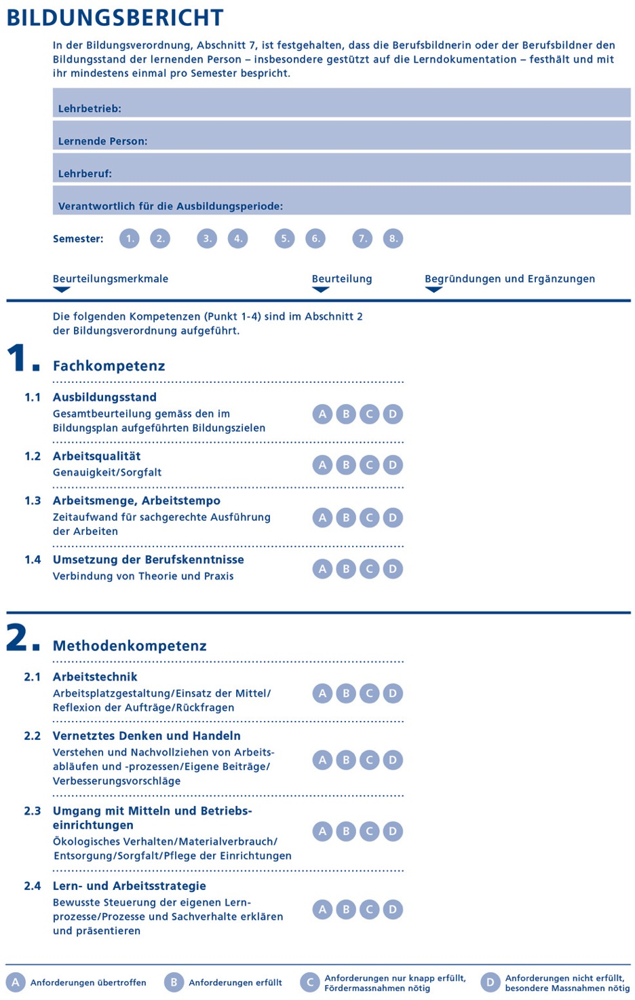 BILDUNGSBERICHT
In der Bildungsverordnung, Abschnitt 7, ist festgehalten, dass die Berufsbildnerin oder der Berufsbildner den
Bildungsstand der lernenden Person – insbesondere gestützt auf die Lerndokumentation – festhält und mit
ihr mindestens einmal pro Semester bespricht.
Lehrbetrieb:
Lernende Person:
Lehrberuf:
Verantwortlich für die Ausbildungsperiode:
Semester: 1. 2. 3. 4. 5. 6. 7. 8.
Beurteilungsmerkmale Beurteilung Begründungen und Ergänzungen
Die folgenden Kompetenzen (Punkt 1-4) sind im Abschnitt 2
der Bildungsverordnung aufgeführt.
1. Fachkompetenz
1.1 Ausbildungsstand
Gesamtbeurteilung gemäss den im
Bildungsplan aufgeführten Bildungszielen
A B C D
1.2 Arbeitsqualität
Genauigkeit/Sorgfalt
A B C D
1.3 Arbeitsmenge, Arbeitstempo
Zeitaufwand für sachgerechte Ausführung
der Arbeiten
A B C D
1.4 Umsetzung der Berufskenntnisse
Verbindung von Theorie und Praxis
A B C D
2. Methodenkompetenz
2.1 Arbeitstechnik
Arbeitsplatzgestaltung/Einsatz der Mittel/
Reflexion der Aufträge/Rückfragen
A B C D
2.2 Vernetztes Denken und Handeln
Verstehen und Nachvollziehen von Arbeits-
abläufen und -prozessen/Eigene Beiträge/
Verbesserungsvorschläge
A B C D
2.3 Umgang mit Mitteln und Betriebs-
einrichtungen
Ökologisches Verhalten/Materialverbrauch/
Entsorgung/Sorgfalt/Pflege der Einrichtungen
A B C D
2.4 Lern- und Arbeitsstrategie
Bewusste Steuerung der eigenen Lern-
prozesse/Prozesse und Sachverhalte erklären
und präsentieren
A B C D
A Anforderungen übertroffen
B Anforderungen erfüllt
C Anforderungen nur knapp erfüllt,
Fördermassnahmen nötig
D Anforderungen nicht erfüllt,
besondere Massnahmen nötig